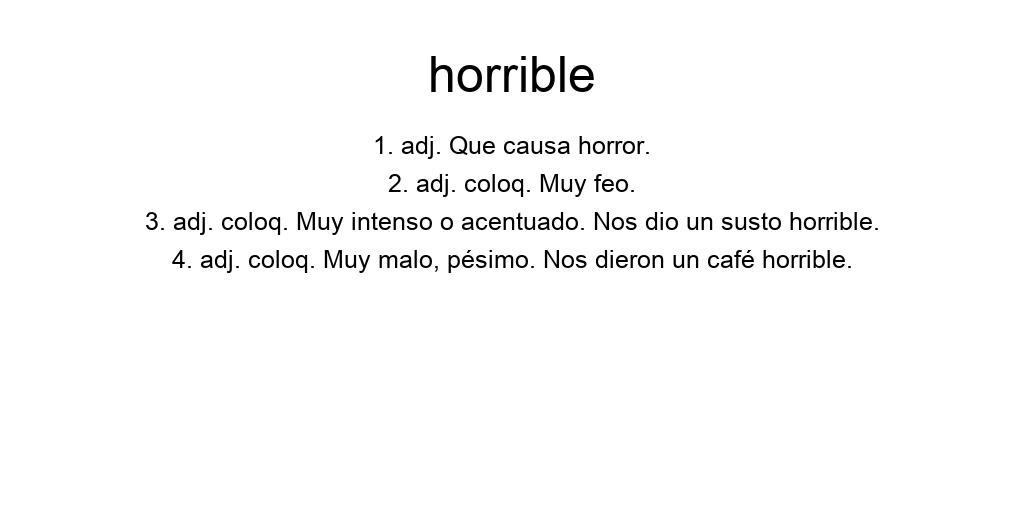 horrible
1. adj. Que causa horror.
2. adj. coloq. Muy feo.
3. adj. coloq. Muy intenso o acentuado. Nos dio un susto horrible.
4. adj. coloq. Muy malo, pésimo. Nos dieron un café horrible.